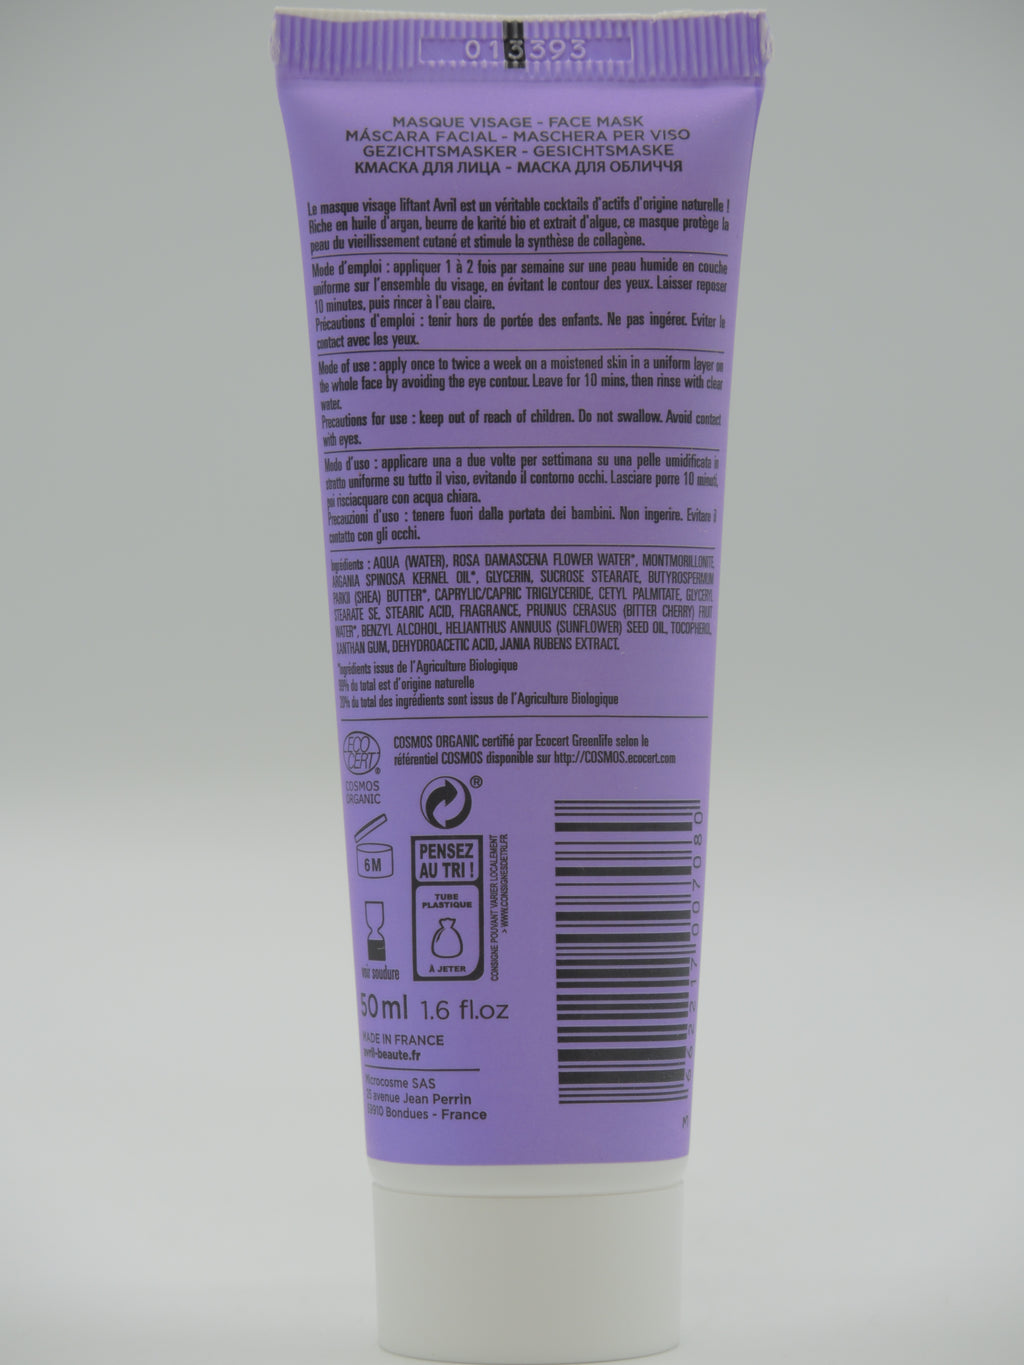 013393
MASQUE VISAGE - FACE MASK
MÁSCARA FACIAL - MASCHERA PER VISO
GEZICHTSMASKER - GESICHTSMASKE
КМАСКА ДЛЯ ЛИЦА - МАСКА ДЛЯ ОБЛИЧЧЯ
Le masque visage liftant Avril est un véritable cocktails d'actifs d'origine naturelle !
Riche en huile d'argan, beurre de karité bio et extrait d'algue, ce masque protège la
peau du vieillissement cutané et stimule la synthèse de collagène.
Mode d'emploi : appliquer 1 à 2 fois par semaine sur une peau humide en couche
uniforme sur l'ensemble du visage, en évitant le contour des yeux. Laisser reposer
10 minutes, puis rincer à l'eau claire.
Précautions d'emploi : tenir hors de portée des enfants. Ne pas ingérer. Eviter le
contact avec les yeux.
Mode of use : apply once to twice a week on a moistened skin in a uniform layer on
the whole face by avoiding the eye contour. Leave for 10 mins, then rinse with clear
water.
Precautions for use : keep out of reach of children. Do not swallow. Avoid contact
with eyes.
Modo d'uso : applicare una a due volte per settimana su una pelle umidificata in
stratto uniforme su tutto il viso, evitando il contorno occhi. Lasciare porre 10 minuti,
poi risciacquare con acqua chiara.
Precauzioni d'uso : tenere fuori dalla portata dei bambini. Non ingerire. Evitare il
contatto con gli occhi.
Ingrédients : AQUA (WATER), ROSA DAMASCENA FLOWER WATER*, MONTMORILLONITE,
ARGANIA SPINOSA KERNEL OIL*, GLYCERIN, SUCROSE STEARATE, BUTYROSPERMUM
PARKII (SHEA) BUTTER*, CAPRYLIC/CAPRIC TRIGLYCERIDE, CETYL PALMITATE, GLYCERYL
STEARATE SE, STEARIC ACID, FRAGRANCE, PRUNUS CERASUS (BITTER CHERRY) FRUIT
WATER*, BENZYL ALCOHOL, HELIANTHUS ANNUUS (SUNFLOWER) SEED OIL, TOCOPHEROL,
XANTHAN GUM, DEHYDROACETIC ACID, JANIA RUBENS EXTRACT.
*Ingrédients issus de l'Agriculture Biologique
99% du total est d'origine naturelle
20% du total des ingrédients sont issus de l'Agriculture Biologique
ECO
CERT®
COSMOS
ORGANIC
COSMOS ORGANIC certifié par Ecocert Greenlife selon le
référentiel COSMOS disponible sur http://COSMOS.ecocert.com
®
6M
PENSEZ
AU TRI !
TUBE
PLASTIQUE
À JETER
CONSIGNE POUVANT VARIER LOCALEMENT
> WWW.CONSIGNESDETRI.FR
voir soudure
50ml 1.6 fl.oz
MADE IN FRANCE
avril-beaute.fr
Microcosme SAS
25 avenue Jean Perrin
59910 Bondues - France
662217 007080